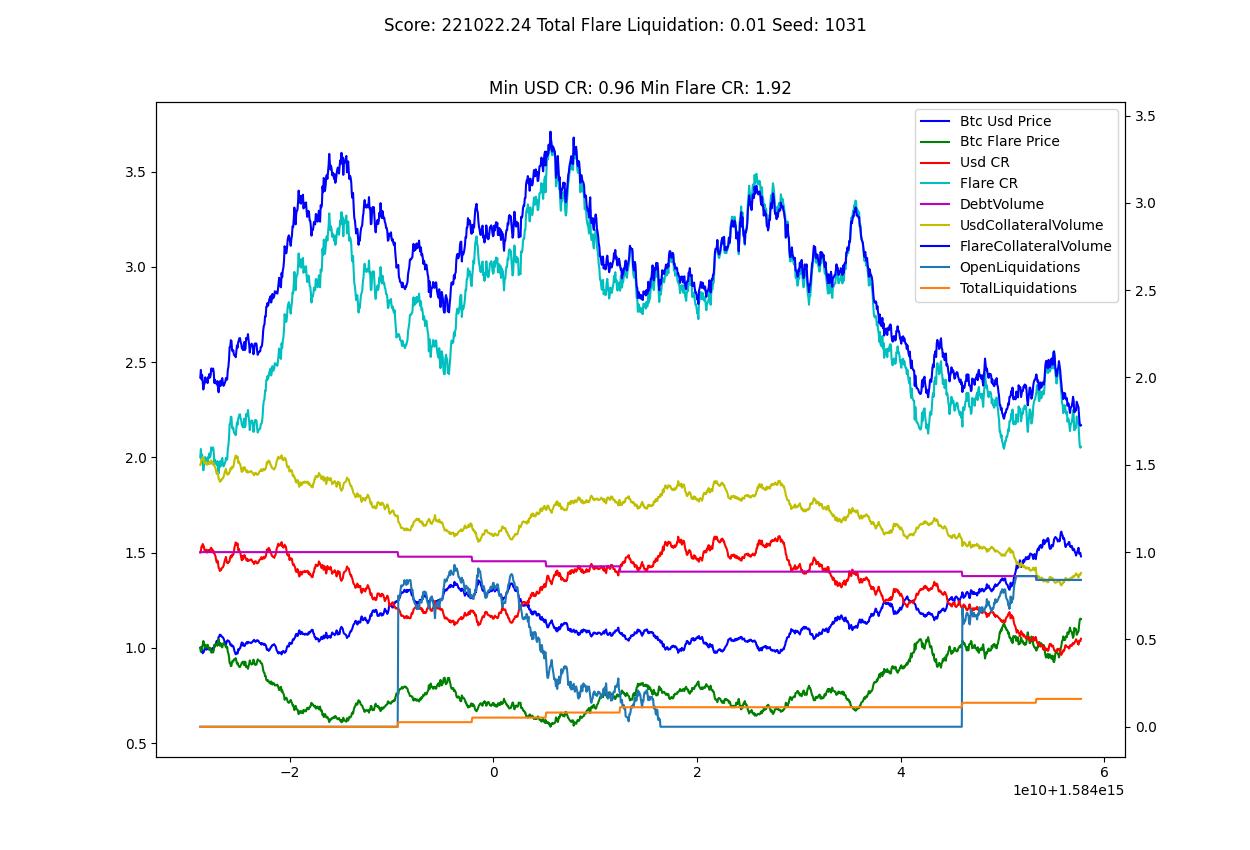 Score: 221022.24 Total Flare Liquidation: 0.01 Seed: 1031
Min USD CR: 0.96 Min Flare CR: 1.92
Btc Usd Price
Btc Flare Price
Usd CR
Flare CR
DebtVolume
UsdCollateralVolume
FlareCollateralVolume
OpenLiquidations
TotalLiquidations
3.5
3.0
2.5
2.0
1.5
1.0
0.5
3.5
3.0
2.5
2.0
1.5
1.0
0.5
0.0
−2
0
2
4
6
1e10+1.584e15